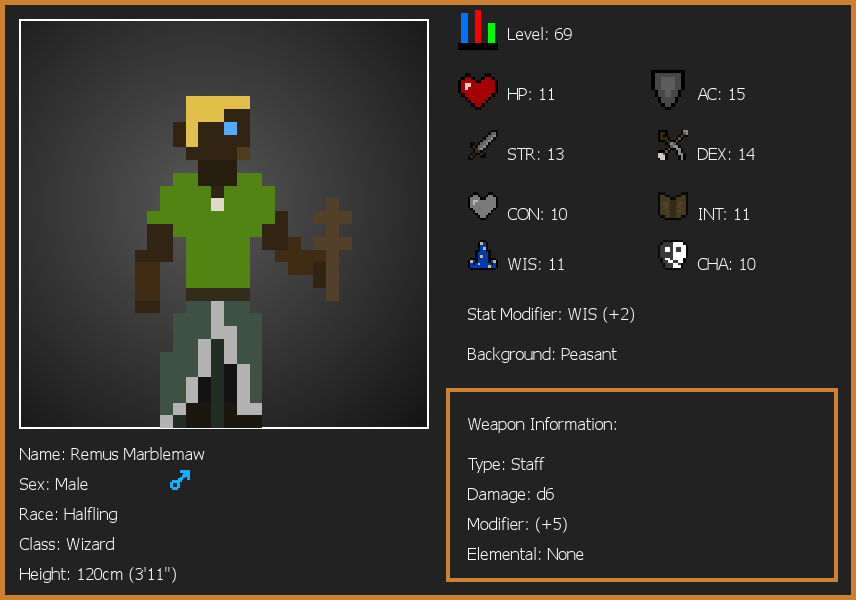 Level: 69
HP: 11
AC: 15
STR: 13
DEX: 14
CON: 10
INT: 11
WIS: 11
CHA: 10
Stat Modifier: WIS (+2)
Background: Peasant
Weapon Information:
Type: Staff
Damage: d6
Modifier: (+5)
Elemental: None
Name: Remus Marblemaw
Sex: Male
Race: Halfling
Class: Wizard
Height: 120cm (3'11")